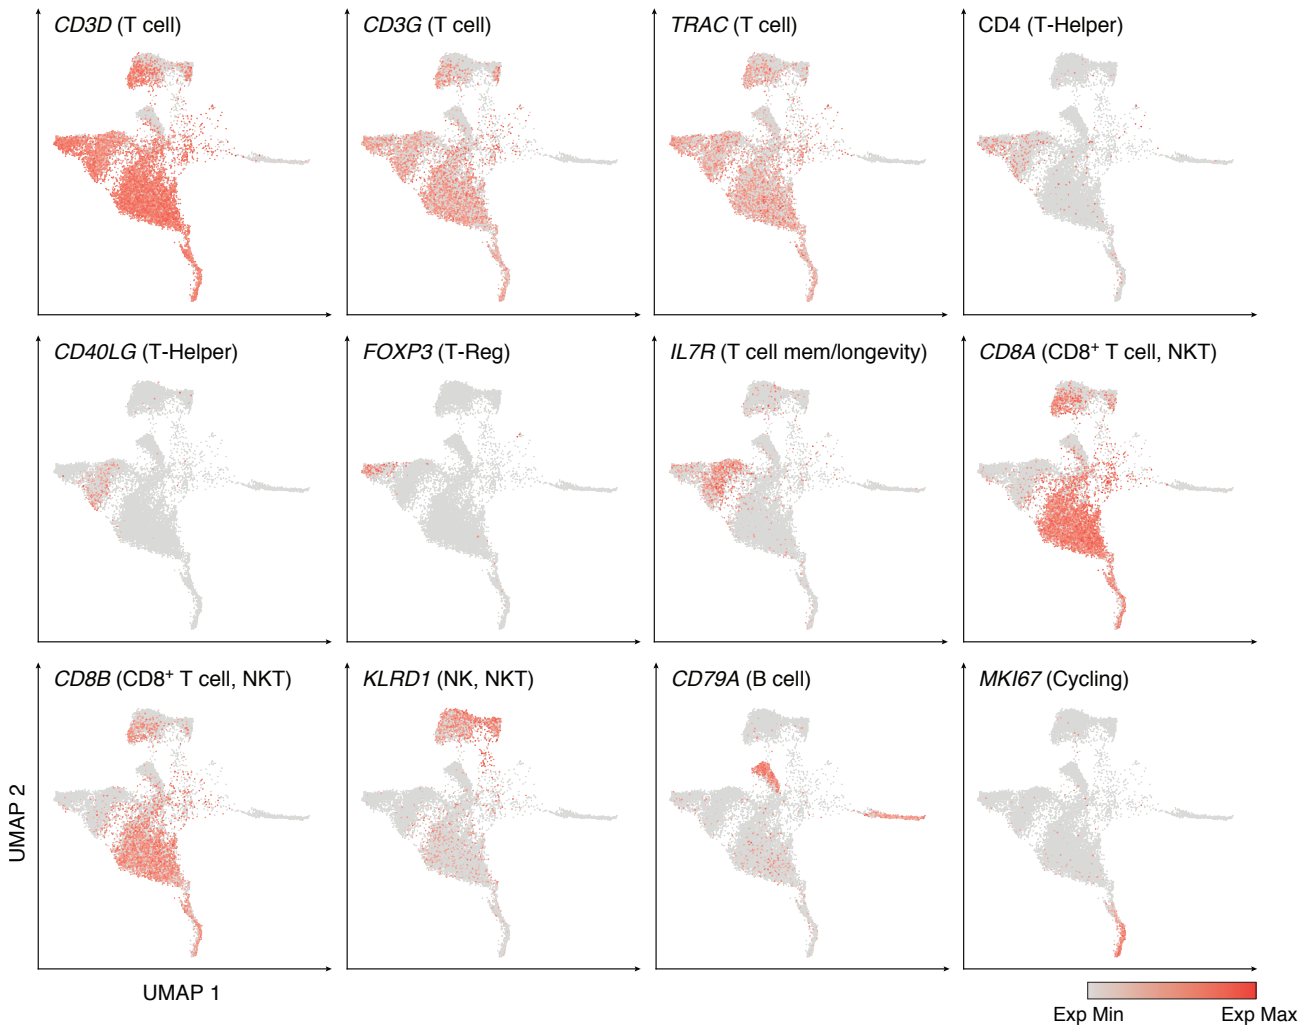 CD3D (T cell)
CD3G (T cell)
TRAC (T cell)
CD4 (T-Helper)
CD40LG (T-Helper)
FOXP3 (T-Reg)
IL7R (T cell mem/longevity)
CD8A (CD8⁺ T cell, NKT)
CD8B (CD8⁺ T cell, NKT)
KLRD1 (NK, NKT)
CD79A (B cell)
MKI67 (Cycling)
UMAP 2
UMAP 1
Exp Min
Exp Max